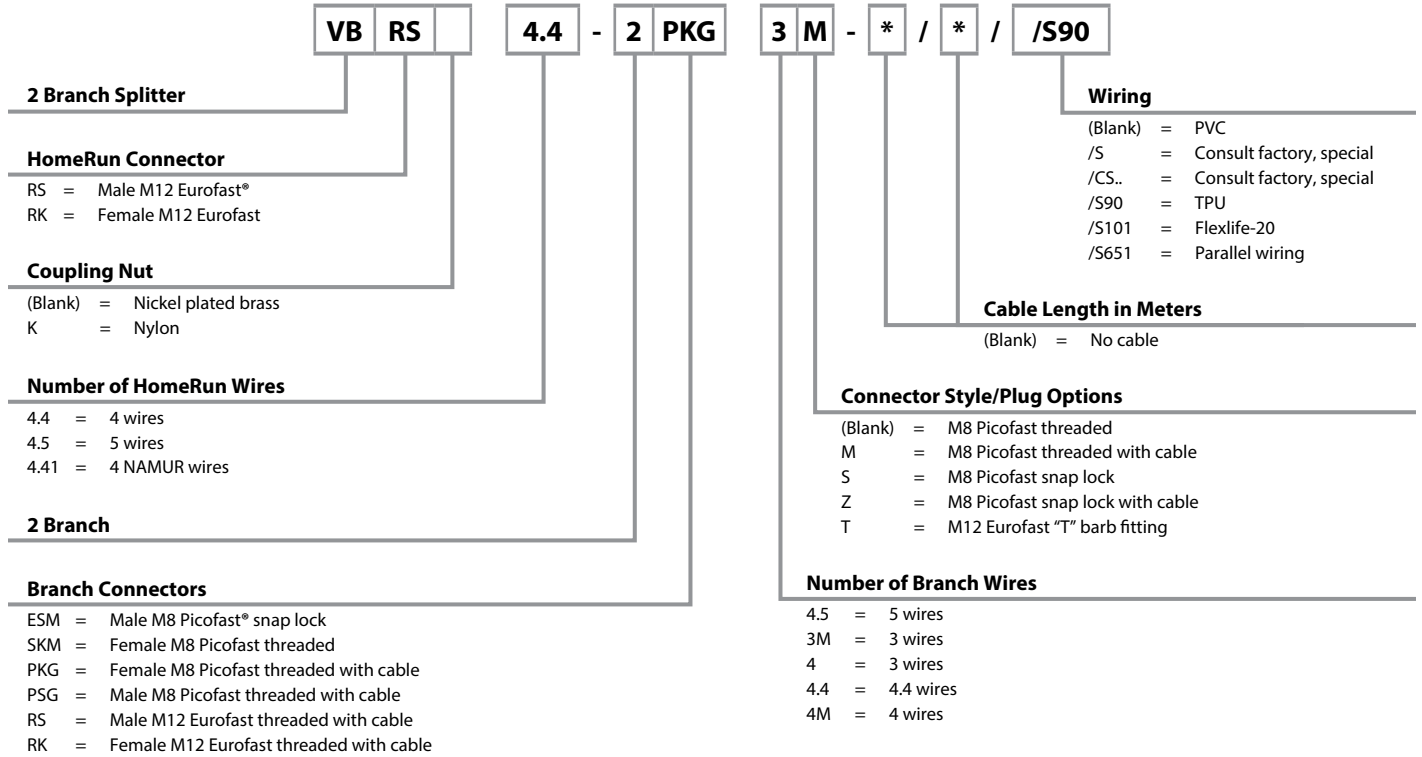 VB RS 4.4 - 2 PKG 3 M - * / * / /S90
2 Branch Splitter
HomeRun Connector
RS = Male M12 Eurofast®
RK = Female M12 Eurofast
Coupling Nut
(Blank) = Nickel plated brass
K = Nylon
Number of HomeRun Wires
4.4 = 4 wires
4.5 = 5 wires
4.41 = 4 NAMUR wires
2 Branch
Branch Connectors
ESM = Male M8 Picofast® snap lock
SKM = Female M8 Picofast threaded
PKG = Female M8 Picofast threaded with cable
PSG = Male M8 Picofast threaded with cable
RS = Male M12 Eurofast threaded with cable
RK = Female M12 Eurofast threaded with cable
Wiring
(Blank) = PVC
/S = Consult factory, special
/CS.. = Consult factory, special
/S90 = TPU
/S101 = Flexlife-20
/S651 = Parallel wiring
Cable Length in Meters
(Blank) = No cable
Connector Style/Plug Options
(Blank) = M8 Picofast threaded
M = M8 Picofast threaded with cable
S = M8 Picofast snap lock
Z = M8 Picofast snap lock with cable
T = M12 Eurofast “T” barb fitting
Number of Branch Wires
4.5 = 5 wires
3M = 3 wires
4 = 3 wires
4.4 = 4.4 wires
4M = 4 wires